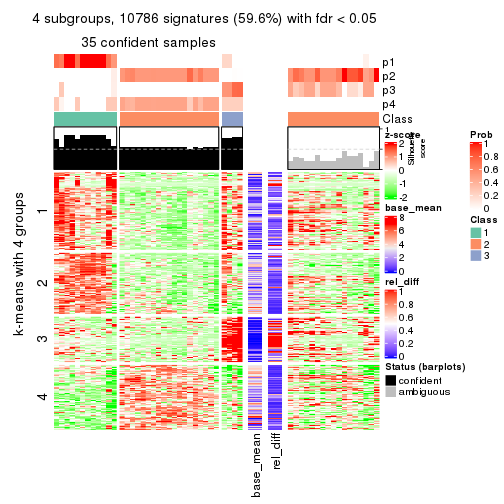 4 subgroups, 10786 signatures (59.6%) with fdr < 0.05
35 confident samples
p1
p2
p3
p4
Class
1
Silhouette
score
z-score
2
1
0
-1
-2
base_mean
8
6
4
2
0
rel_diff
1
0.8
0.6
0.4
0.2
0
Status (barplots)
confident
ambiguous
Prob
1
0.8
0.6
0.4
0.2
0
Class
1
2
3
k-means with 4 groups
1
2
3
4
base_mean
rel_diff